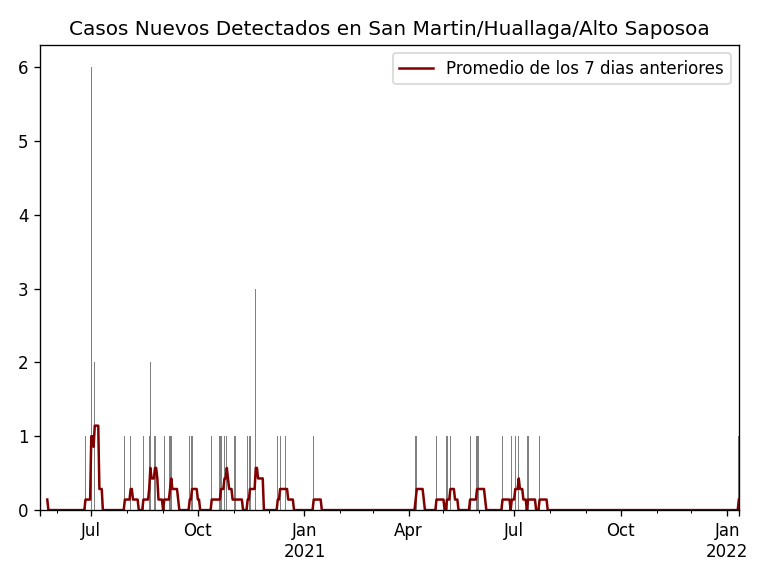 Casos Nuevos Detectados en San Martin/Huallaga/Alto Saposoa
Promedio de los 7 dias anteriores
6
5
4
3
2
1
0
Jul
Oct
Jan
2021
Apr
Jul
Oct
Jan
2022